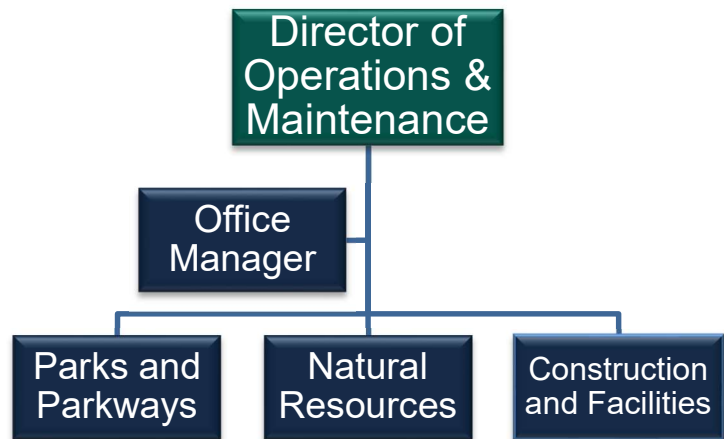 Director of
Operations &
Maintenance
Office
Manager
Parks and
Parkways
Natural
Resources
Construction
and Facilities